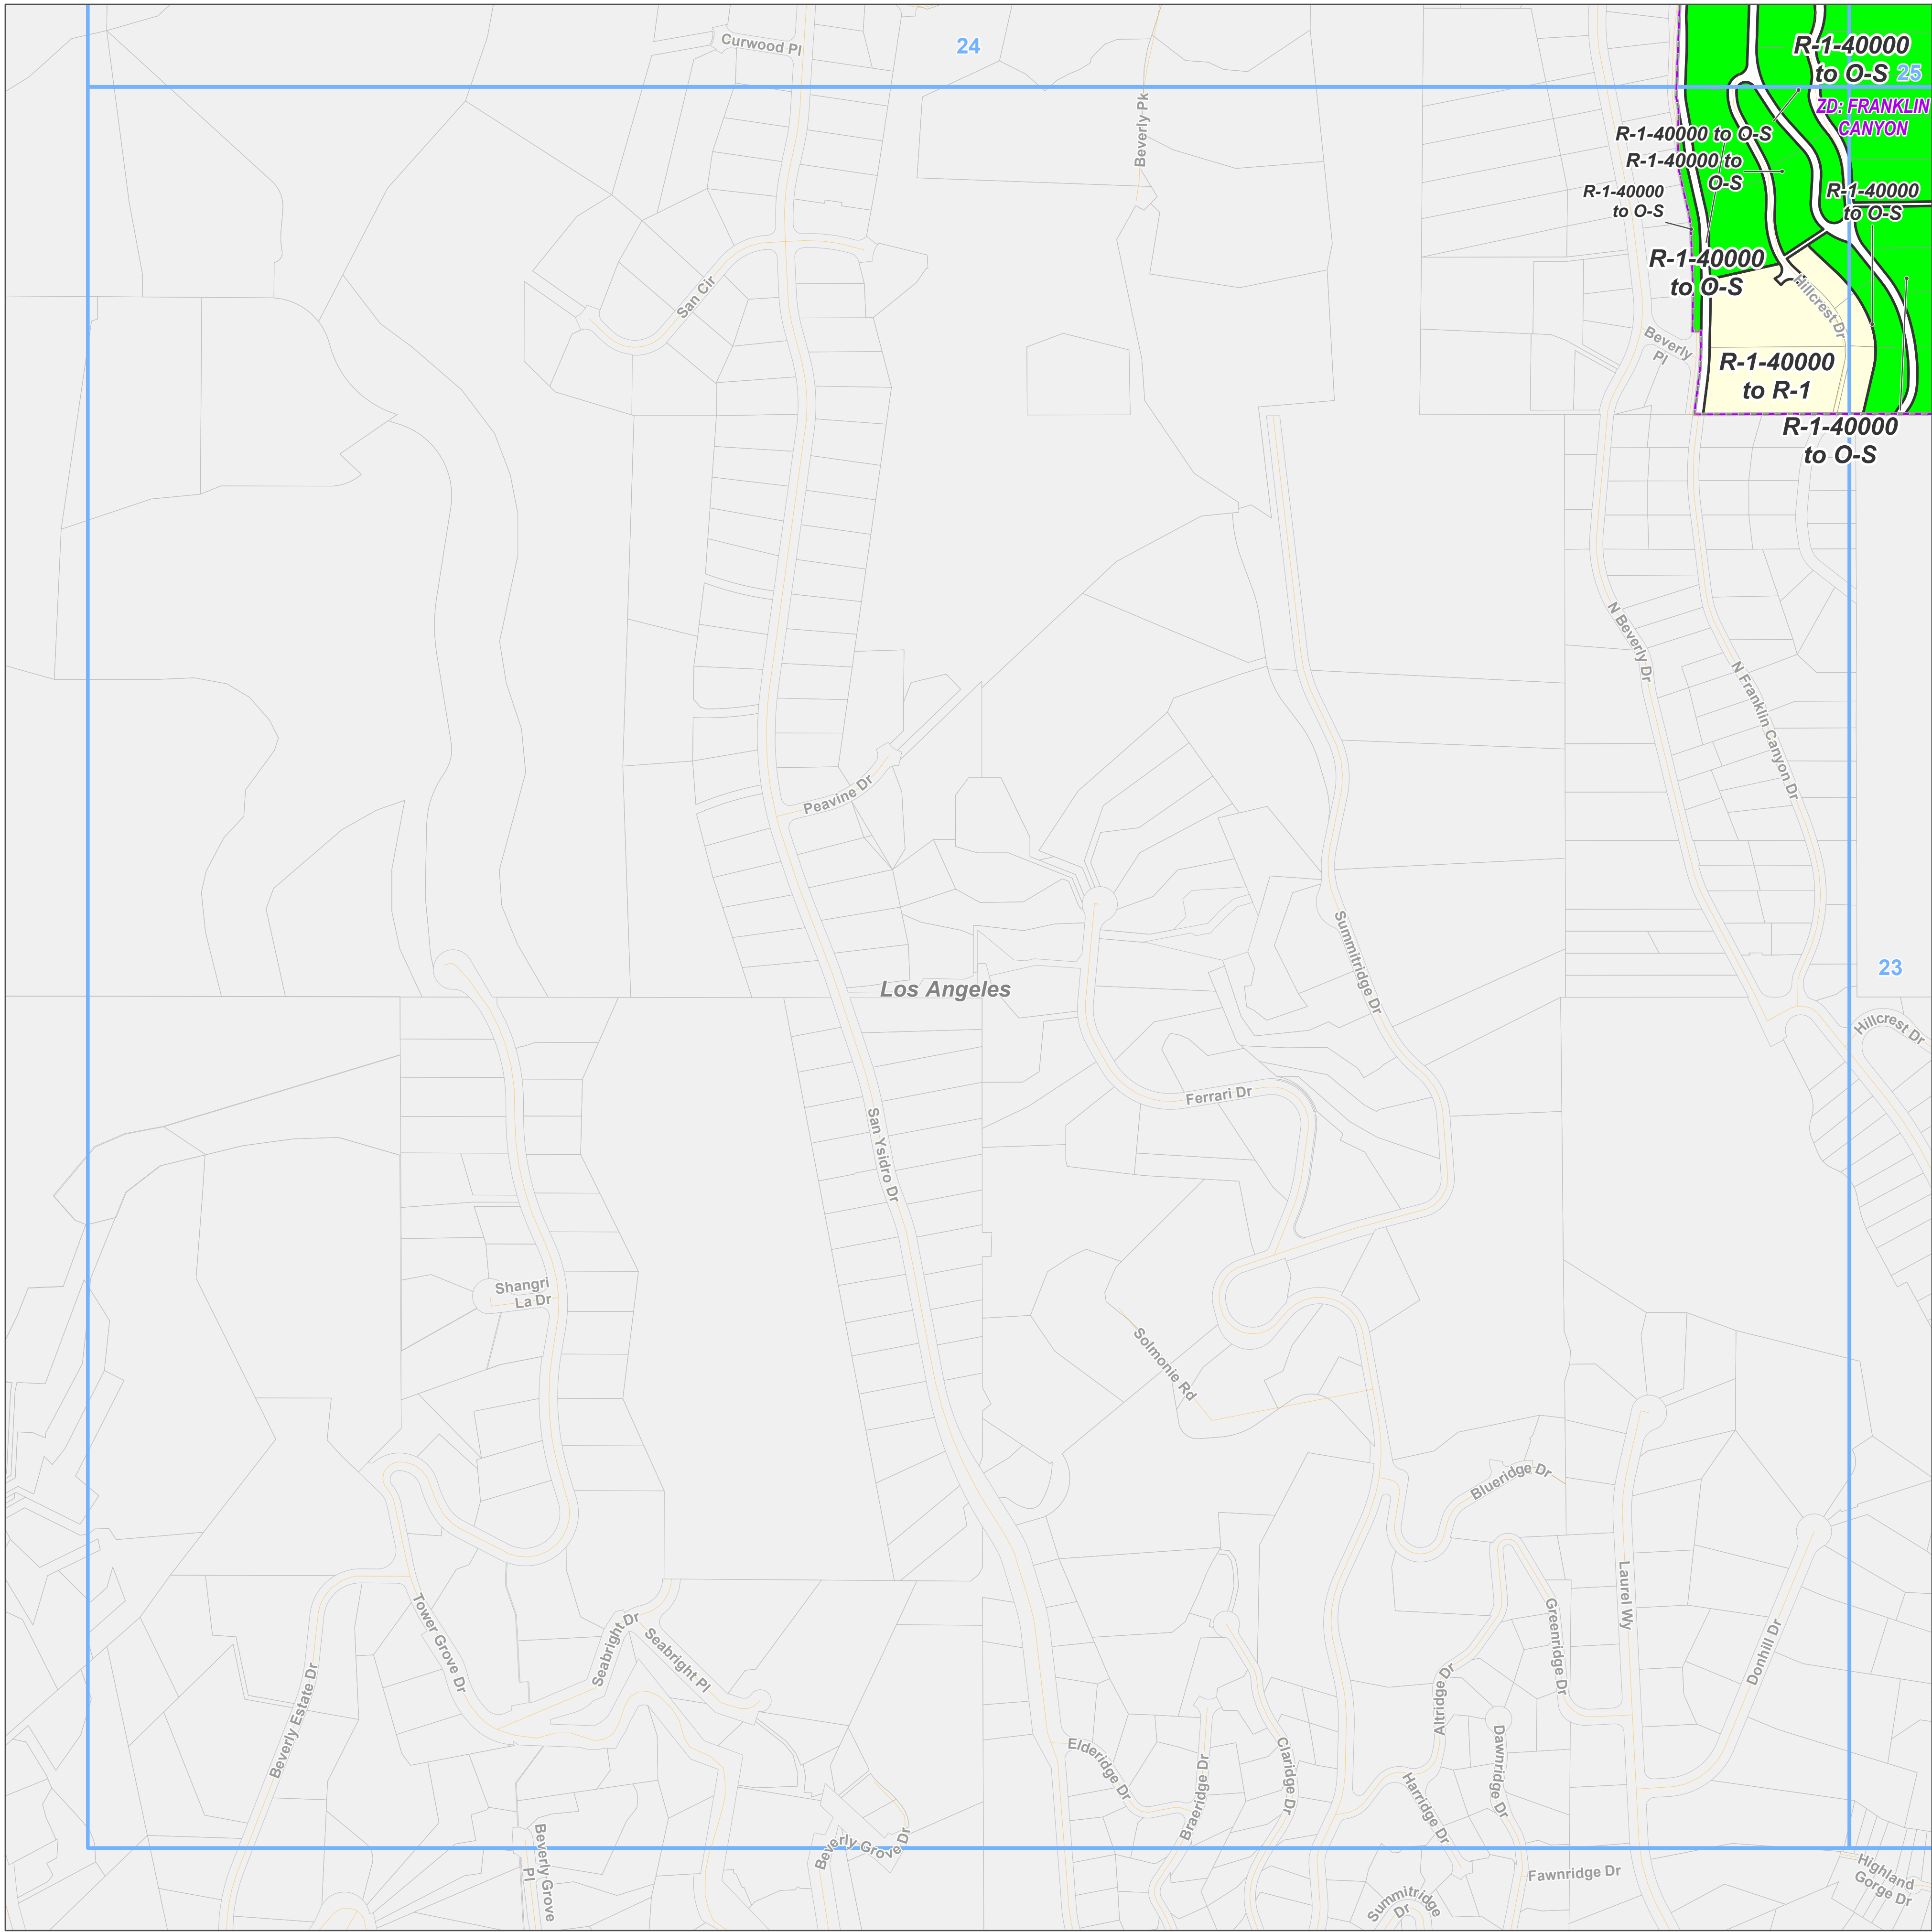 Curwood Pl
24
Beverly Pk
R-1-40000
to O-S
25
ZD: FRANKLIN
CANYON
R-1-40000 to O-S
R-1-40000 to
O-S
R-1-40000
to O-S
R-1-40000
to O-S
R-1-40000
to O-S
San Cir
Hillcrest Dr
Beverly
Pl
R-1-40000
to R-1
R-1-40000
to O-S
N Beverly Dr
N Franklin Canyon Dr
Peavine Dr
Summitridge Dr
23
Los Angeles
Hillcrest Dr
Ferrari Dr
San Ysidro Dr
Shangri
La Dr
Solmonie Rd
Blueridge Dr
Laurel Wy
Tower Grove Dr
Seabright Dr
Seabright Pl
Greenridge Dr
Donhill Dr
Beverly Estate Dr
Altridge Dr
Elderidge Dr
Braeridge Dr
Claridge Dr
Harridge Dr
Dawnridge Dr
Beverly Grove
Pl
Beverly Grove Dr
Fawnridge Dr
Summitridge
Dr
Highland
Gorge Dr